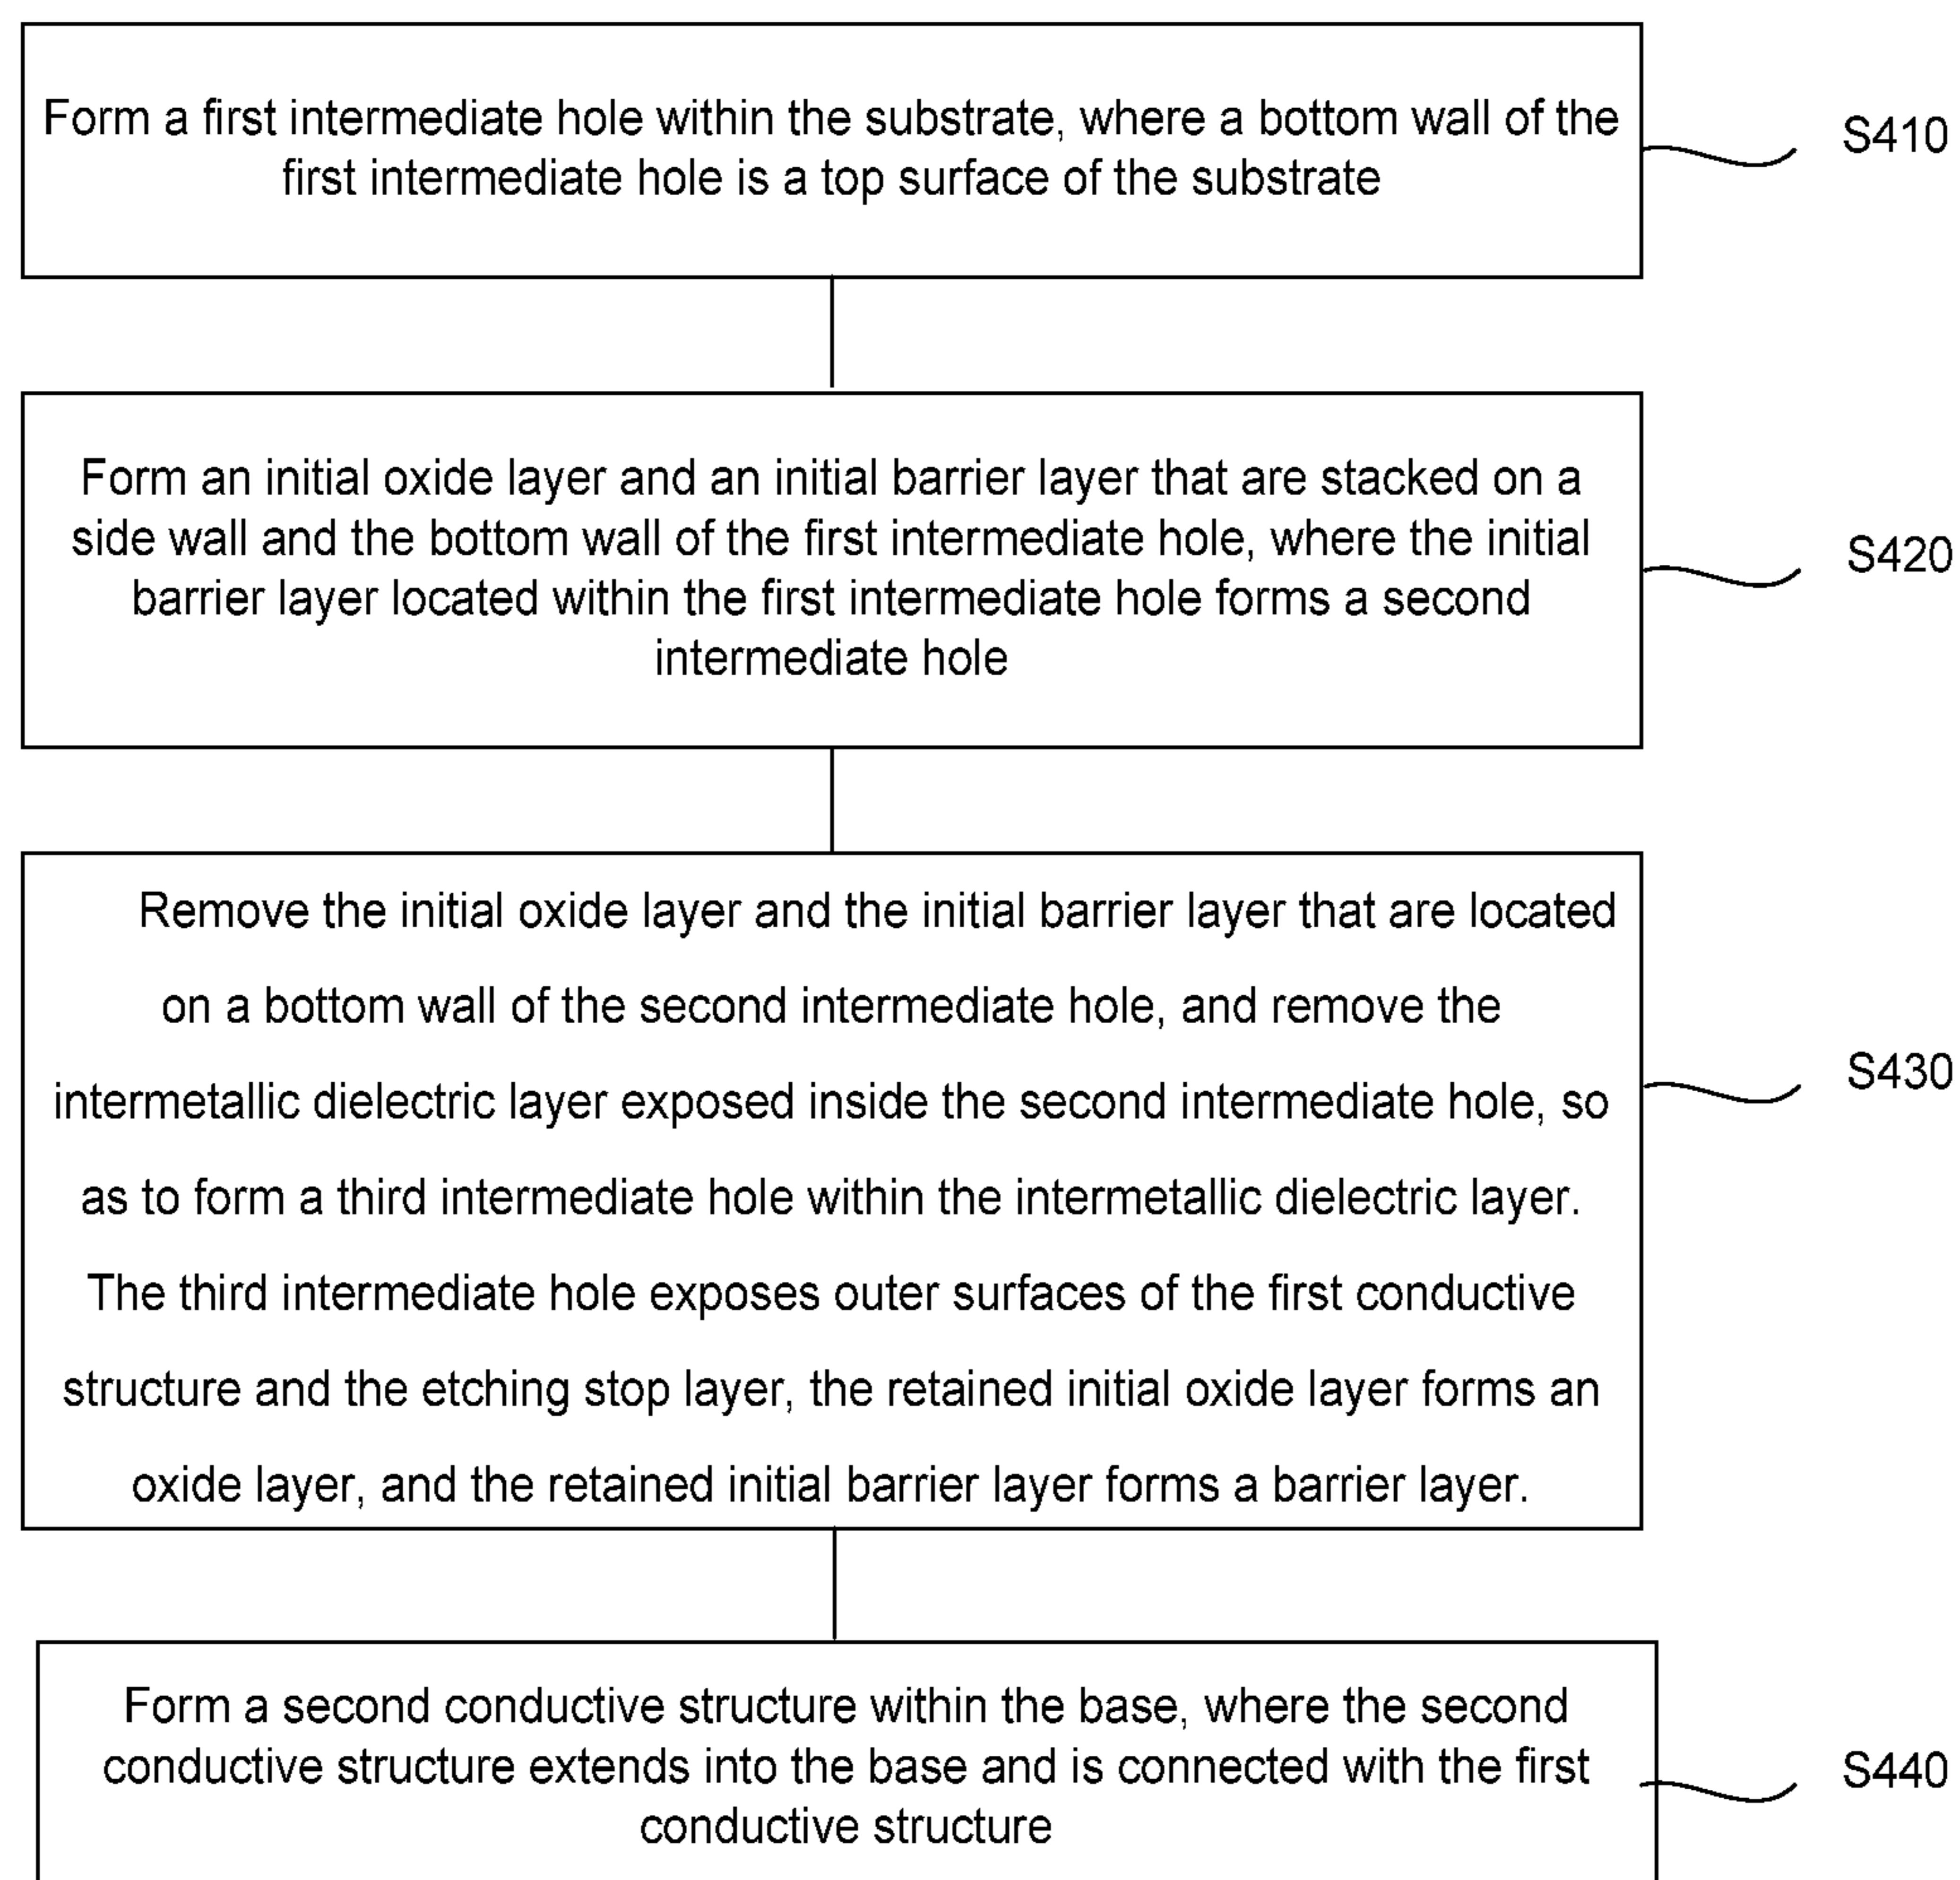 Form a first intermediate hole within the substrate, where a bottom wall of the
first intermediate hole is a top surface of the substrate
S410
Form an initial oxide layer and an initial barrier layer that are stacked on a
side wall and the bottom wall of the first intermediate hole, where the initial
barrier layer located within the first intermediate hole forms a second
intermediate hole
S420
Remove the initial oxide layer and the initial barrier layer that are located
on a bottom wall of the second intermediate hole, and remove the
intermetallic dielectric layer exposed inside the second intermediate hole, so
as to form a third intermediate hole within the intermetallic dielectric layer.
The third intermediate hole exposes outer surfaces of the first conductive
structure and the etching stop layer, the retained initial oxide layer forms an
oxide layer, and the retained initial barrier layer forms a barrier layer.
S430
Form a second conductive structure within the base, where the second
conductive structure extends into the base and is connected with the first
conductive structure
S440